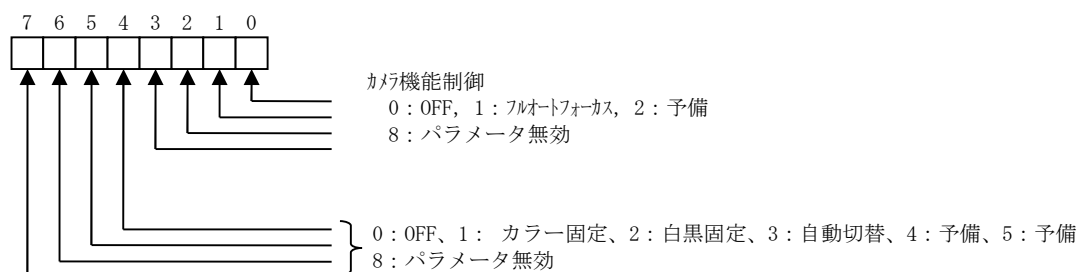 7 6 5 4 3 2 1 0
ｶﾒﾗ機能制御
0：OFF, 1：ﾌﾙｵｰﾄﾌｫｰｶｽ, 2：予備
8：パラメータ無効
0：OFF、1： カラー固定、2：白黒固定、3：自動切替、4：予備、5：予備
8：パラメータ無効